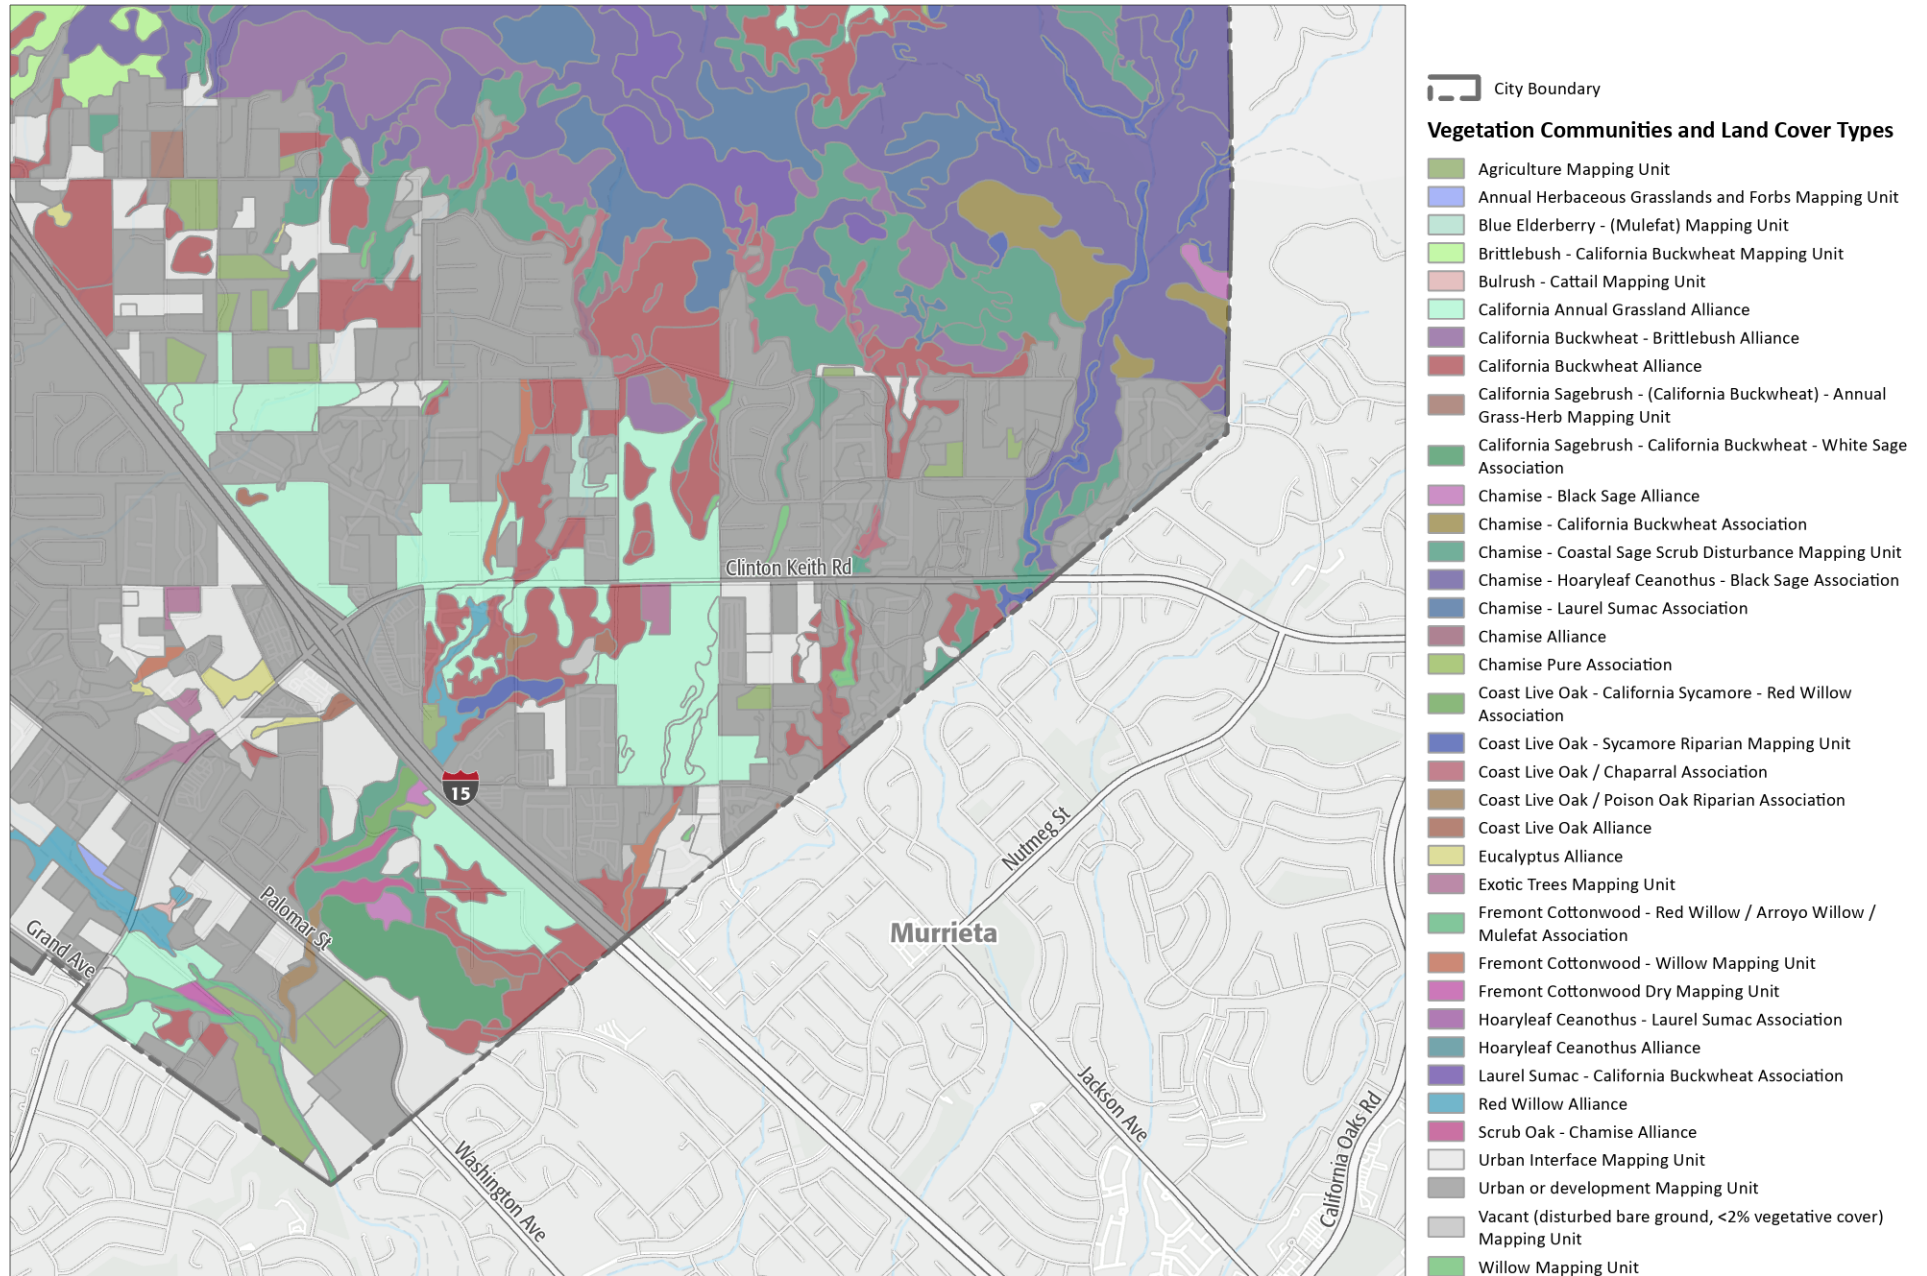 City Boundary
Vegetation Communities and Land Cover Types
Agriculture Mapping Unit
Annual Herbaceous Grasslands and Forbs Mapping Unit
Blue Elderberry - (Mulefat) Mapping Unit
Brittlebush - California Buckwheat Mapping Unit
Bulrush - Cattail Mapping Unit
California Annual Grassland Alliance
California Buckwheat - Brittlebush Alliance
California Buckwheat Alliance
California Sagebrush - (California Buckwheat) - Annual
Grass-Herb Mapping Unit
California Sagebrush - California Buckwheat - White Sage
Association
Chamise - Black Sage Alliance
Chamise - California Buckwheat Association
Chamise - Coastal Sage Scrub Disturbance Mapping Unit
Chamise - Hoaryleaf Ceanothus - Black Sage Association
Chamise - Laurel Sumac Association
Chamise Alliance
Chamise Pure Association
Coast Live Oak - California Sycamore - Red Willow
Association
Coast Live Oak - Sycamore Riparian Mapping Unit
Coast Live Oak / Chaparral Association
Coast Live Oak / Poison Oak Riparian Association
Coast Live Oak Alliance
Eucalyptus Alliance
Exotic Trees Mapping Unit
Fremont Cottonwood - Red Willow / Arroyo Willow /
Mulefat Association
Fremont Cottonwood - Willow Mapping Unit
Fremont Cottonwood Dry Mapping Unit
Hoaryleaf Ceanothus - Laurel Sumac Association
Hoaryleaf Ceanothus Alliance
Laurel Sumac - California Buckwheat Association
Red Willow Alliance
Scrub Oak - Chamise Alliance
Urban Interface Mapping Unit
Urban or development Mapping Unit
Vacant (disturbed bare ground, <2% vegetative cover)
Mapping Unit
Willow Mapping Unit
Clinton Keith Rd
15
Nutmeg St
Palomar St
Grand Ave
Murrieta
Jackson Ave
Washington Ave
California Oaks Rd